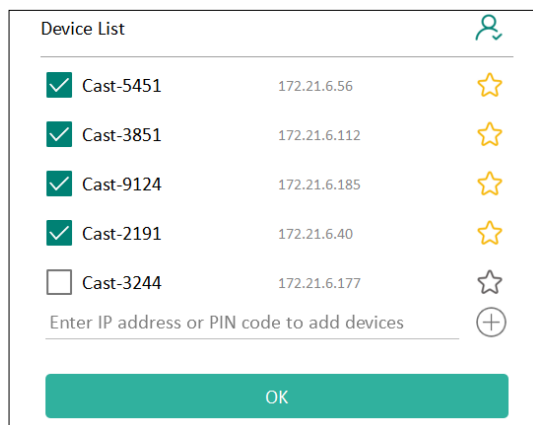 Device List
Cast-5451 172.21.6.56
Cast-3851 172.21.6.112
Cast-9124 172.21.6.185
Cast-2191 172.21.6.40
Cast-3244 172.21.6.177
Enter IP address or PIN code to add devices
OK